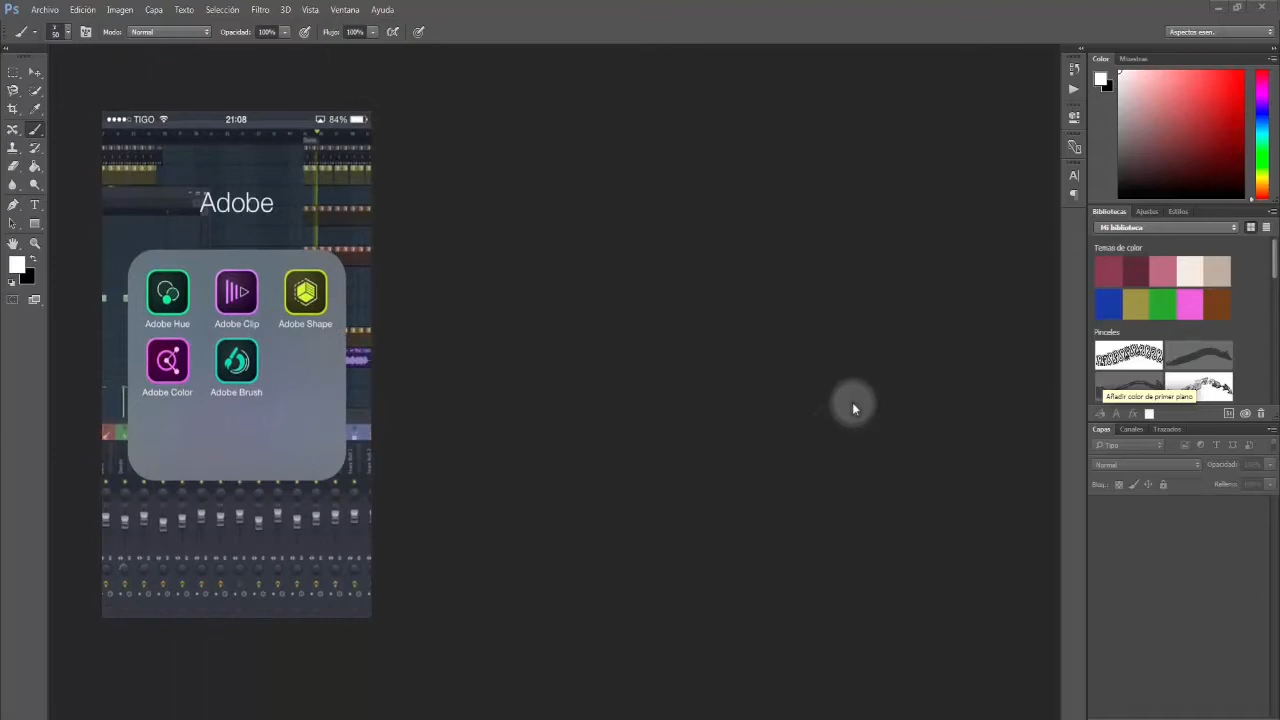 Ps Archivo Edición Imagen Capa Texto Selección Filtro 3D Vista Ventana Ayuda
50 Modo: Normal Opacidad: 100% Flujo: 100% Aspectos esen.
Color Muestras
TIGO 21:08 84%
Adobe
Adobe Hue Adobe Clip Adobe Shape
Adobe Color Adobe Brush
Bibliotecas Ajustes Estilos
Mi biblioteca
Temas de color
Pinceles
Añadir color de primer plano
Capas Canales Trazados
Tipo
Normal Opacidad: 100%
Bloq.: Relleno: 100%